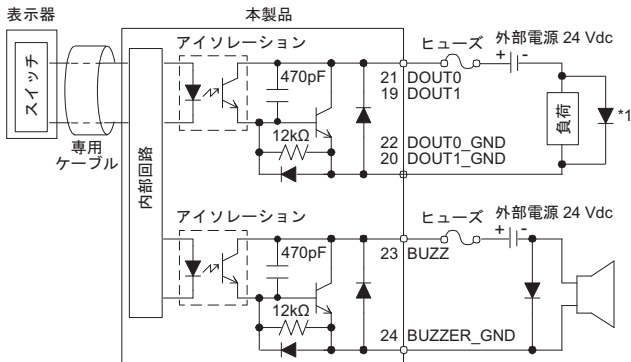 表示器
本製品
スイッチ
専用
ケーブル
内部回路
アイソレーション
470pF
12kΩ
21 DOUT0
19 DOUT1
22 DOUT0_GND
20 DOUT1_GND
ヒューズ
外部電源 24 Vdc
+ -
負荷
*1
アイソレーション
470pF
12kΩ
23 BUZZ
24 BUZZER_GND
ヒューズ
外部電源 24 Vdc
+ -